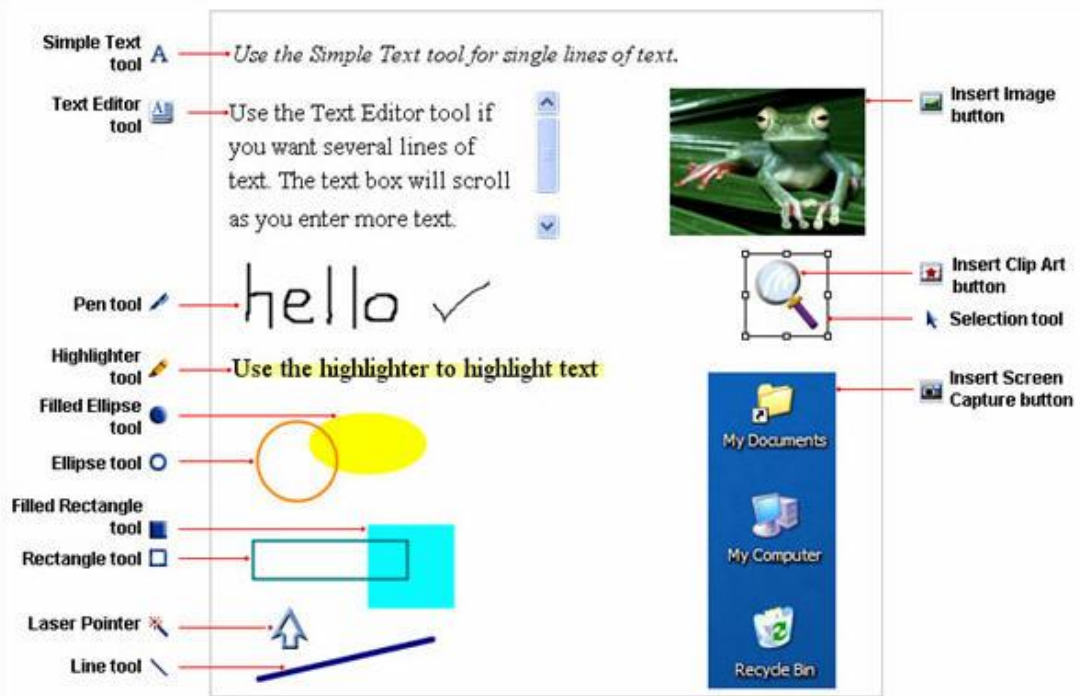 Simple Text
tool
Use the Simple Text tool for single lines of text.
Text Editor
tool
Use the Text Editor tool if
you want several lines of
text. The text box will scroll
as you enter more text.
Insert Image
button
Insert Clip Art
button
Selection tool
Pen tool
hello
Highlighter
tool
Use the highlighter to highlight text
Insert Screen
Capture button
Filled Ellipse
tool
Ellipse tool
My Documents
Filled Rectangle
tool
Rectangle tool
My Computer
Laser Pointer
Line tool
Recycle Bin